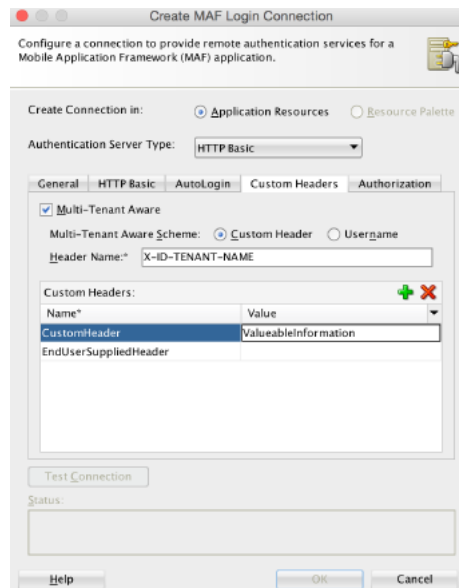 Create MAF Login Connection
Configure a connection to provide remote authentication services for a
Mobile Application Framework (MAF) application.
Create Connection in: Application Resources Resource Palette
Authentication Server Type: HTTP Basic
General HTTP Basic AutoLogin Custom Headers Authorization
Multi-Tenant Aware
Multi-Tenant Aware Scheme: Custom Header Username
Header Name:* X-ID-TENANT-NAME
Custom Headers:
Name* Value
CustomHeader ValueableInformation
EndUserSuppliedHeader
Test Connection
Status:
Help OK Cancel